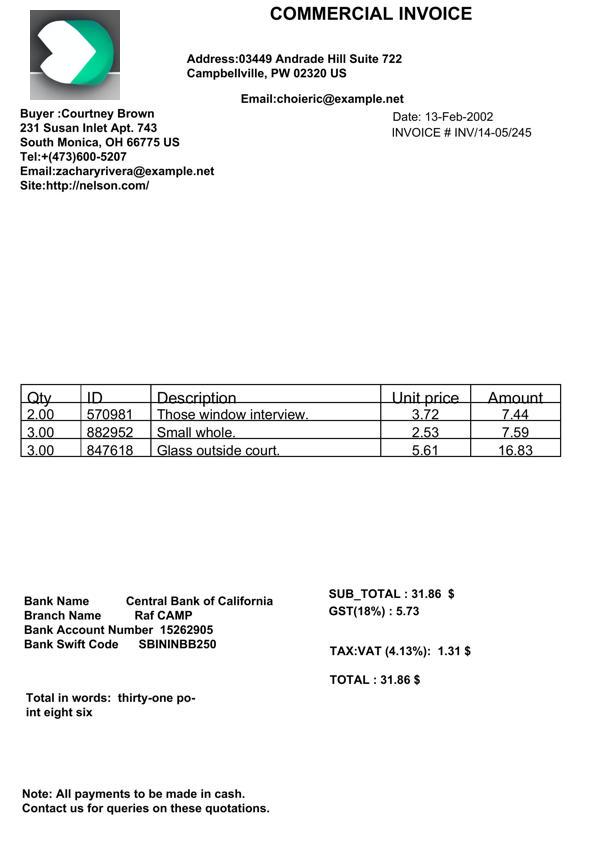 COMMERCIAL INVOICE
Address:03449 Andrade Hill Suite 722
Campbellville, PW 02320 US
Email:choieric@example.net
Buyer :Courtney Brown
231 Susan Inlet Apt. 743
South Monica, OH 66775 US
Tel:+(473)600-5207
Email:zacharyrivera@example.net
Site:http://nelson.com/
Date: 13-Feb-2002
INVOICE # INV/14-05/245
Qty ID Description Unit price Amount
2.00 570981 Those window interview. 3.72 7.44
3.00 882952 Small whole. 2.53 7.59
3.00 847618 Glass outside court. 5.61 16.83
SUB_TOTAL : 31.86 $
GST(18%) : 5.73
TAX:VAT (4.13%): 1.31 $
TOTAL : 31.86 $
Bank Name Central Bank of California
Branch Name Raf CAMP
Bank Account Number 15262905
Bank Swift Code SBININBB250
Total in words: thirty-one po-
int eight six
Note: All payments to be made in cash.
Contact us for queries on these quotations.